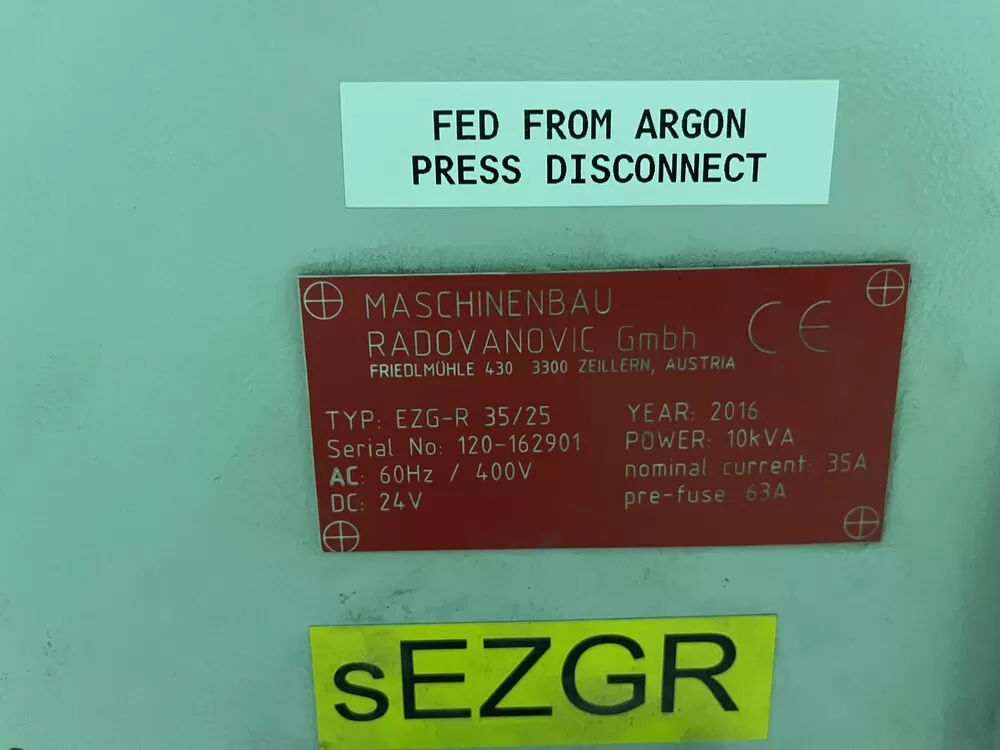 FED FROM ARGON
PRESS DISCONNECT
MASCHINENBAU
RADOVANOVIC Gmbh
CE
FRIEDLMÜHLE 430 3300 ZEILLERN, AUSTRIA
TYP: EZG-R 35/25
Serial No: 120-162901
AC: 60Hz / 400V
DC: 24V
YEAR: 2016
POWER: 10kVA
nominal current: 35A
pre-fuse: 63A
sEZGR